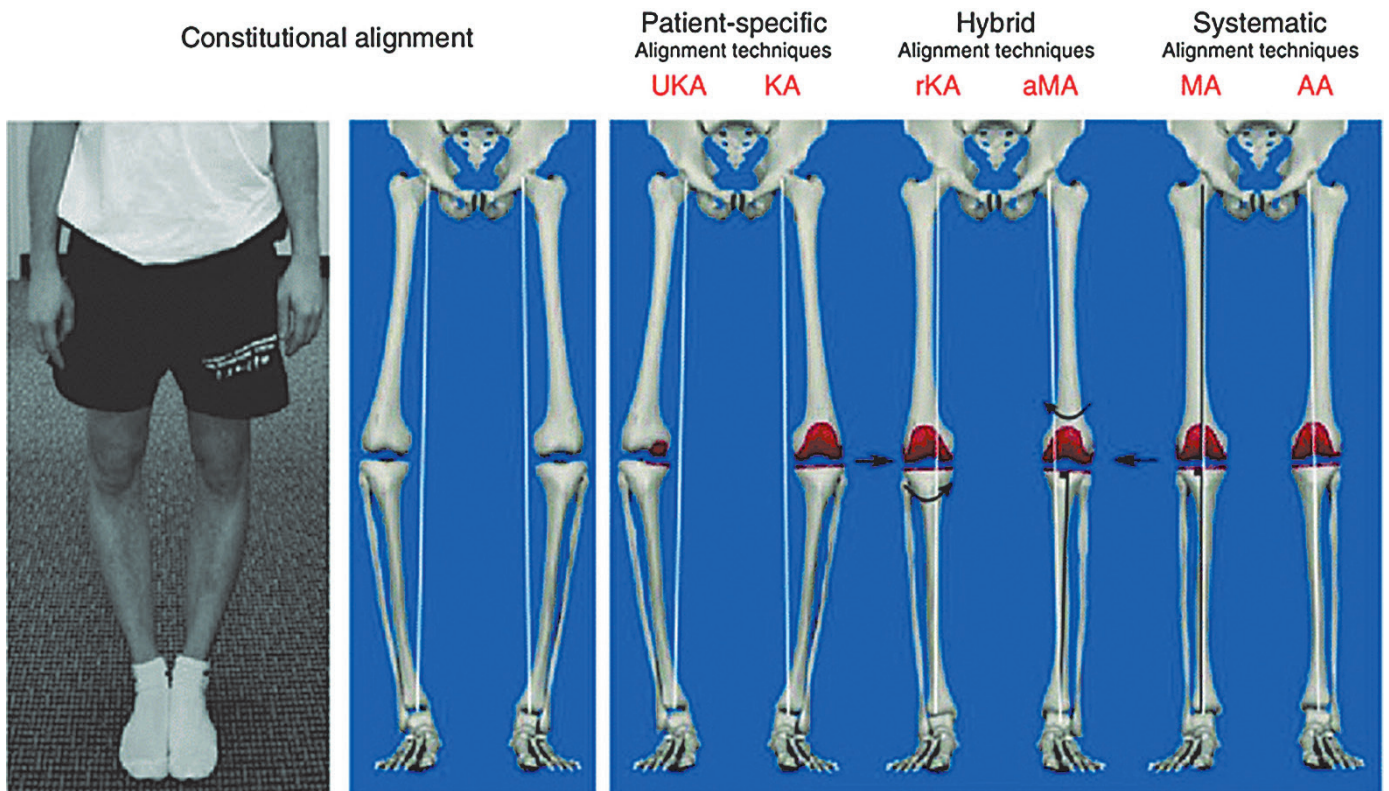 Constitutional alignment
Patient-specific
Alignment techniques
UKA KA
Hybrid
Alignment techniques
rKA aMA
Systematic
Alignment techniques
MA AA